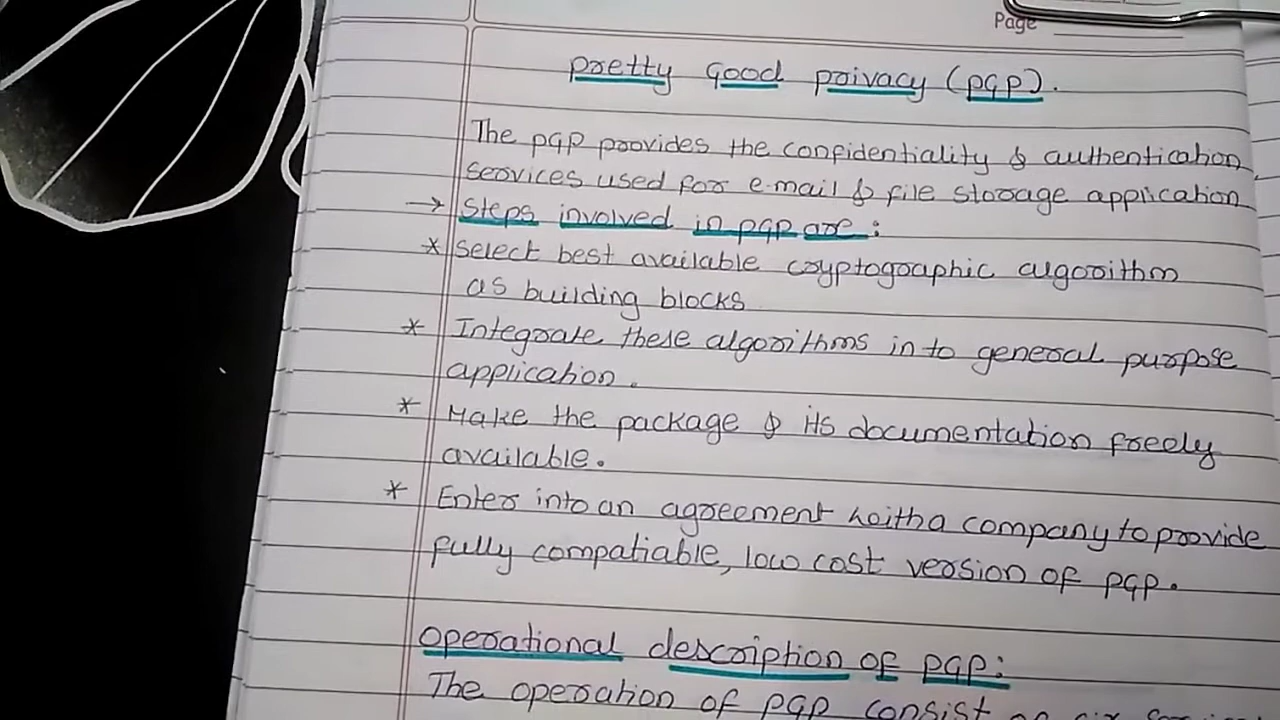 Page
Pretty Good Privacy (PGP).
The PGP provides the confidentiality & authentication
services used for e-mail & file storage application
→ Steps involved in PGP are:
* Select best available cryptographic algorithm
as building blocks
* Integrate these algorithms in to general purpose
application.
* Make the package & its documentation freely
available.
* Enter into an agreement with a company to provide
fully compatiable, low cost version of PGP.
Operational description of PGP:
The operation of PGP consist